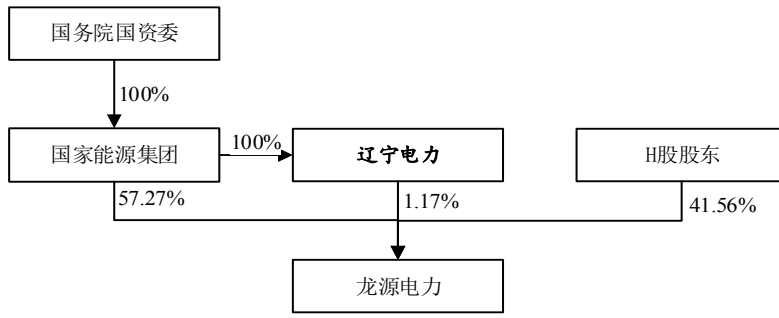 国务院国资委
100%
国家能源集团
100%
辽宁电力
H股股东
57.27%
1.17%
41.56%
龙源电力